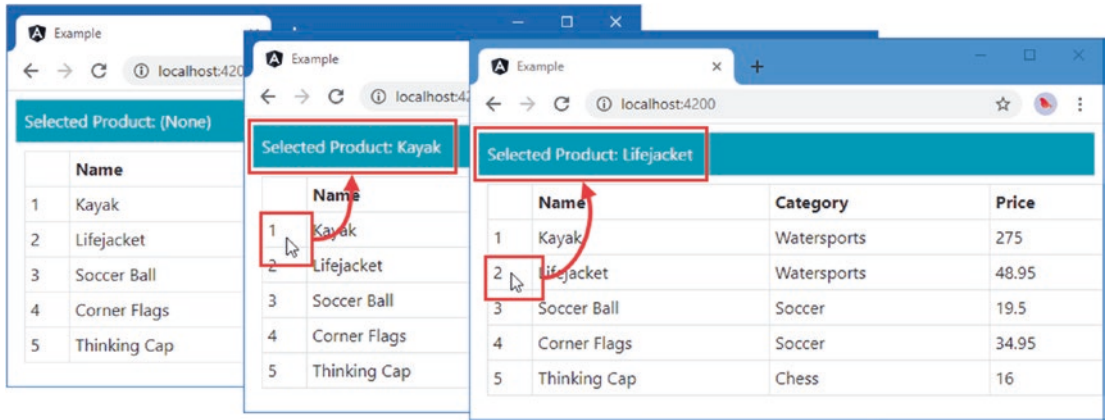 Example
localhost:420
Selected Product: (None)
Name
1 Kayak
2 Lifejacket
3 Soccer Ball
4 Corner Flags
5 Thinking Cap
Example
localhost:42
Selected Product: Kayak
Name
1 Kayak
2 Lifejacket
3 Soccer Ball
4 Corner Flags
5 Thinking Cap
Example
localhost:4200
Selected Product: Lifejacket
Name Category Price
1 Kayak Watersports 275
2 Lifejacket Watersports 48.95
3 Soccer Ball Soccer 19.5
4 Corner Flags Soccer 34.95
5 Thinking Cap Chess 16